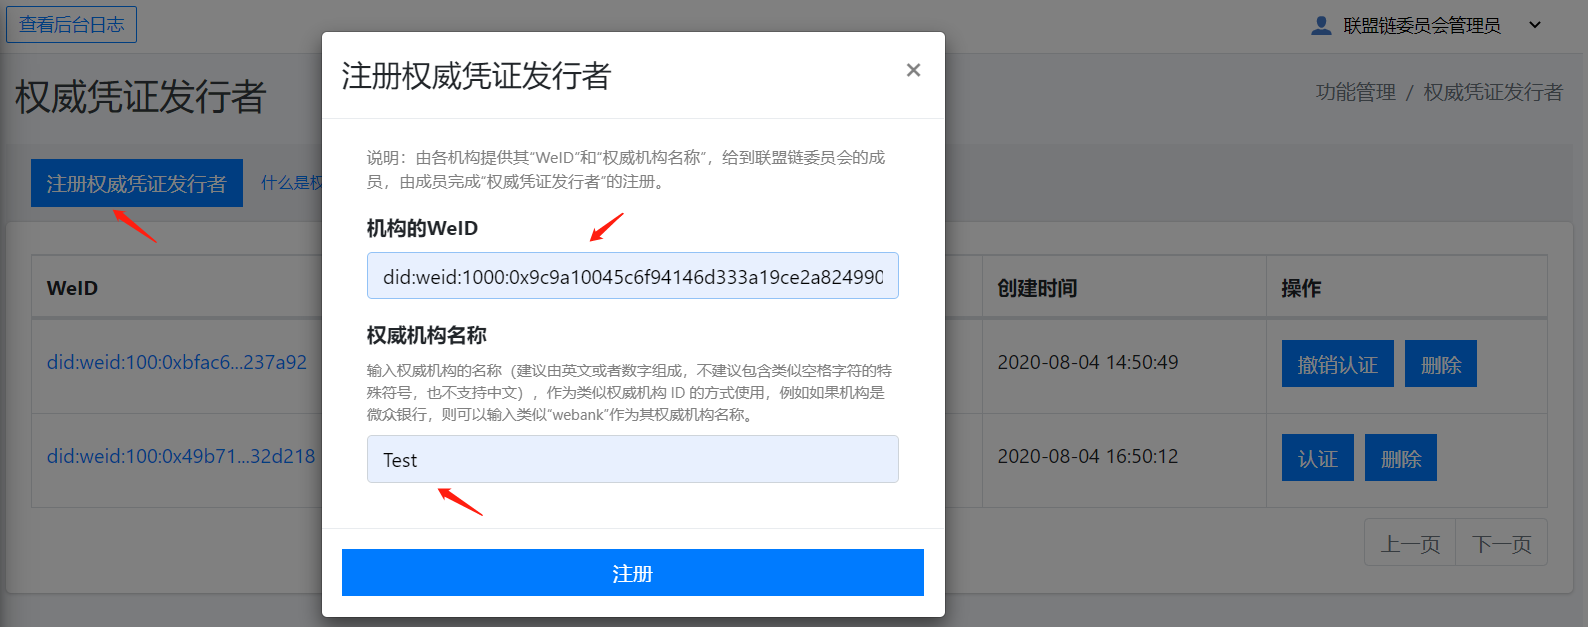 查看后台日志
联盟链委员会管理员
权威凭证发行者
功能管理 / 权威凭证发行者
注册权威凭证发行者
什么是权
注册权威凭证发行者
×
说明：由各机构提供其“WeID”和“权威机构名称”，给到联盟链委员会的成
员，由成员完成“权威凭证发行者”的注册。
机构的WeID
did:weid:1000:0x9c9a10045c6f94146d333a19ce2a824990
权威机构名称
输入权威机构的名称（建议由英文或者数字组成，不建议包含类似空格字符的特
殊符号，也不支持中文），作为类似权威机构 ID 的方式使用，例如如果机构是
微众银行，则可以输入类似“webank”作为其权威机构名称。
Test
注册
WeID 创建时间 操作
did:weid:100:0xbfac6...237a92 2020-08-04 14:50:49 撤销认证 删除
did:weid:100:0x49b71...32d218 2020-08-04 16:50:12 认证 删除
上一页 下一页